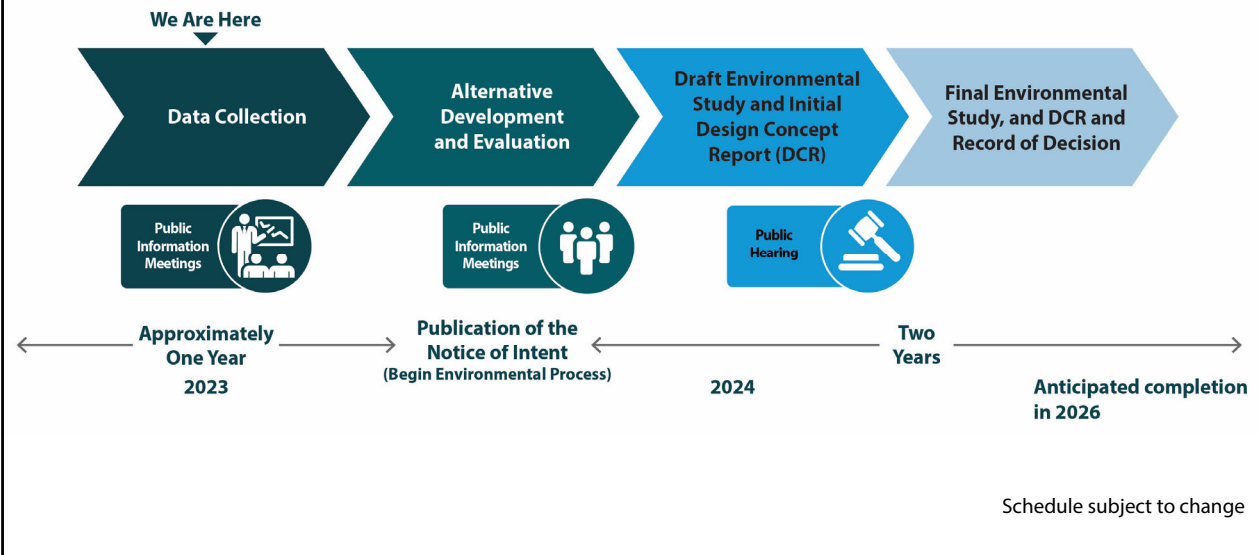 We Are Here
Data Collection
Alternative
Development
and Evaluation
Draft Environmental
Study and Initial
Design Concept
Report (DCR)
Final Environmental
Study, and DCR and
Record of Decision
Public
Information
Meetings
Public
Information
Meetings
Public
Hearing
Approximately
One Year
2023
Publication of the
Notice of Intent
(Begin Environmental Process)
Two
Years
2024
Anticipated completion
in 2026
Schedule subject to change